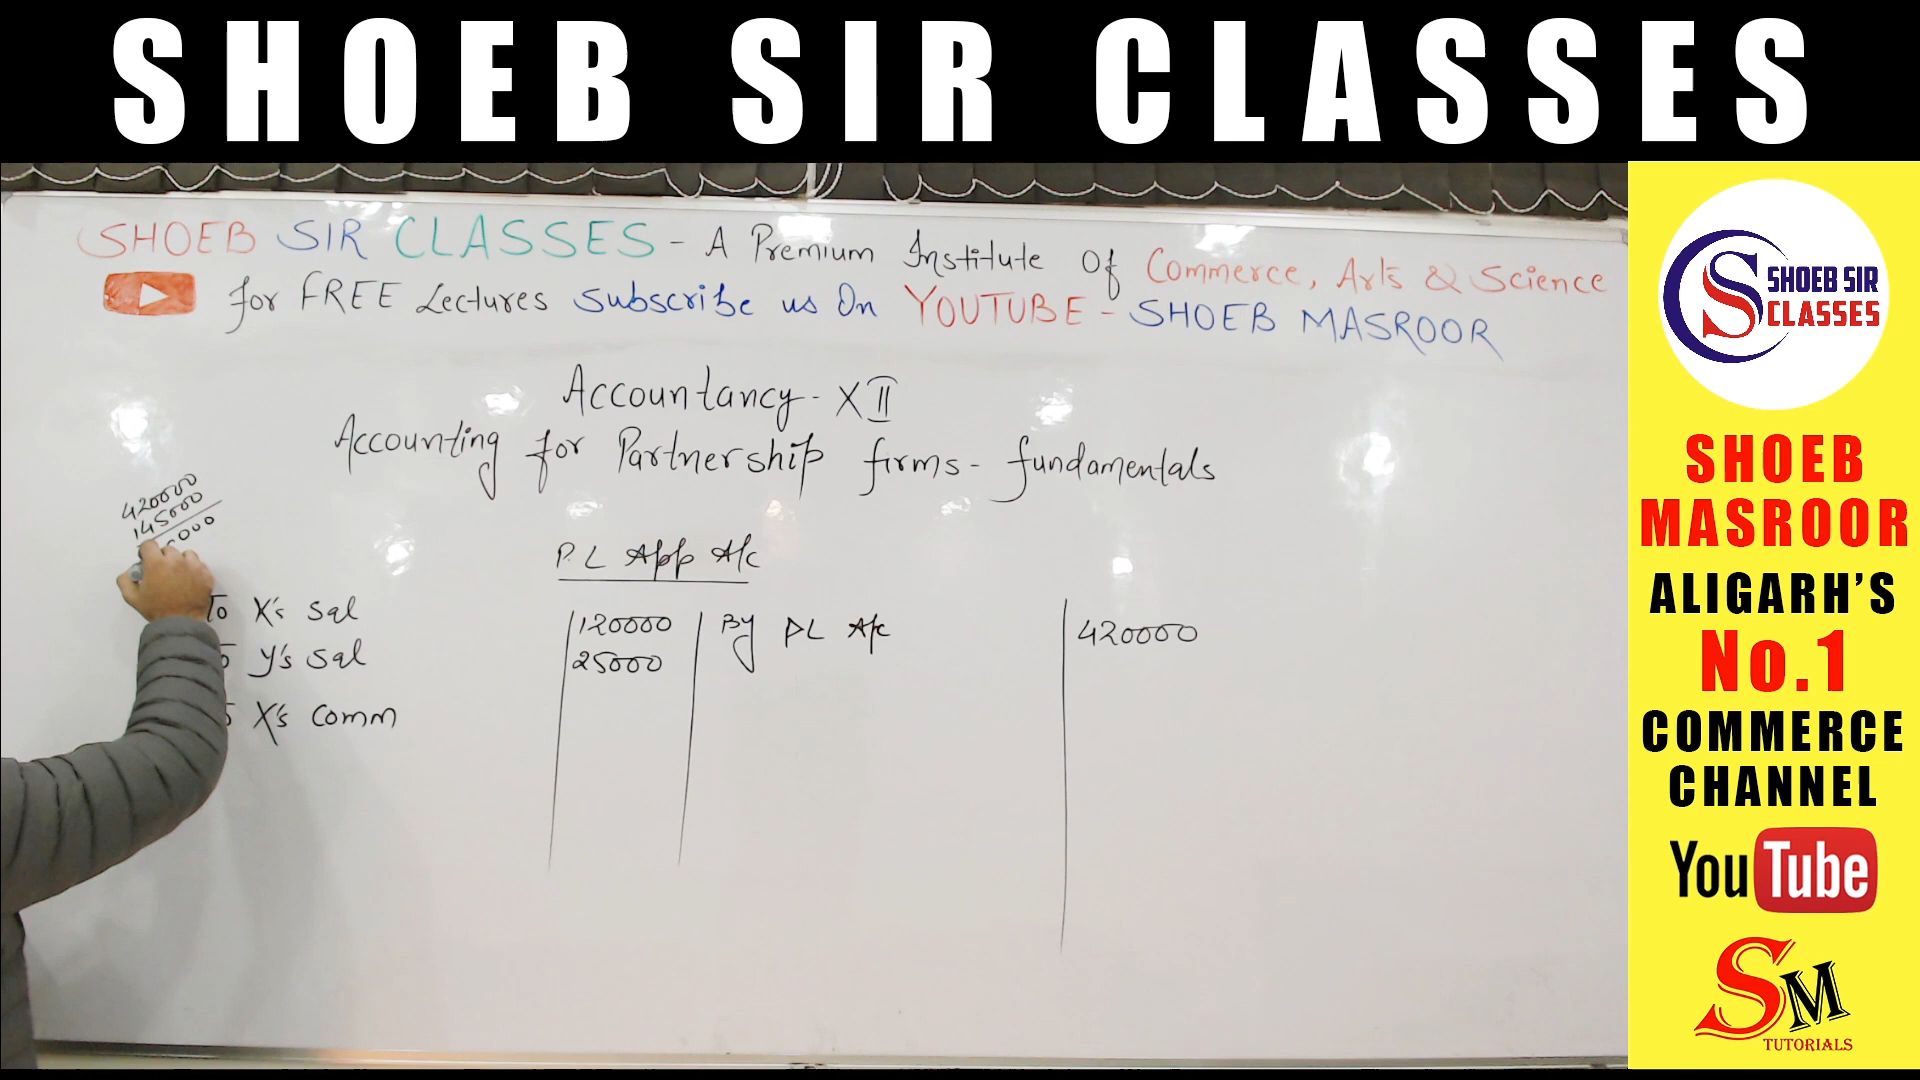 SHOEB SIR CLASSES
SHOEB SIR CLASSES - A Premium Institute Of Commerce, Arts & Science
for FREE Lectures Subscribe us On YOUTUBE - SHOEB MASROOR
Accountancy - XII
Accounting for Partnership firms - fundamentals
420000
145000
000
P L App A/c
To X's Sal 120000 By PL A/c 420000
Y's Sal 25000
X's Comm
SHOEB SIR
CLASSES
SHOEB
MASROOR
ALIGARH'S
No.1
COMMERCE
CHANNEL
YouTube
SM
TUTORIALS